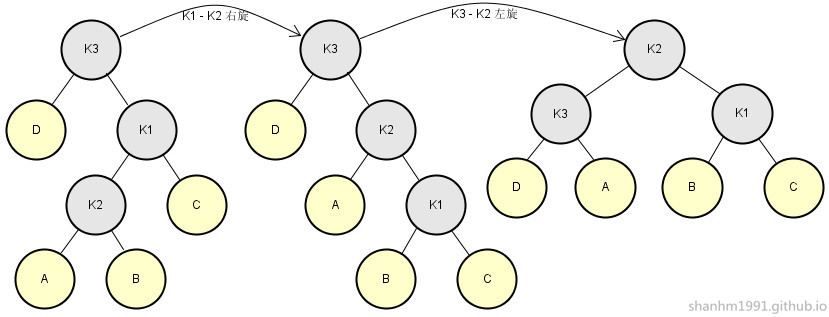 K1 - K2 右旋
K3 - K2 左旋
K3
D
K1
K2
C
A
B
K3
D
K2
A
K1
B
C
K2
K3
K1
D
A
B
C
shanhm1991.github.io